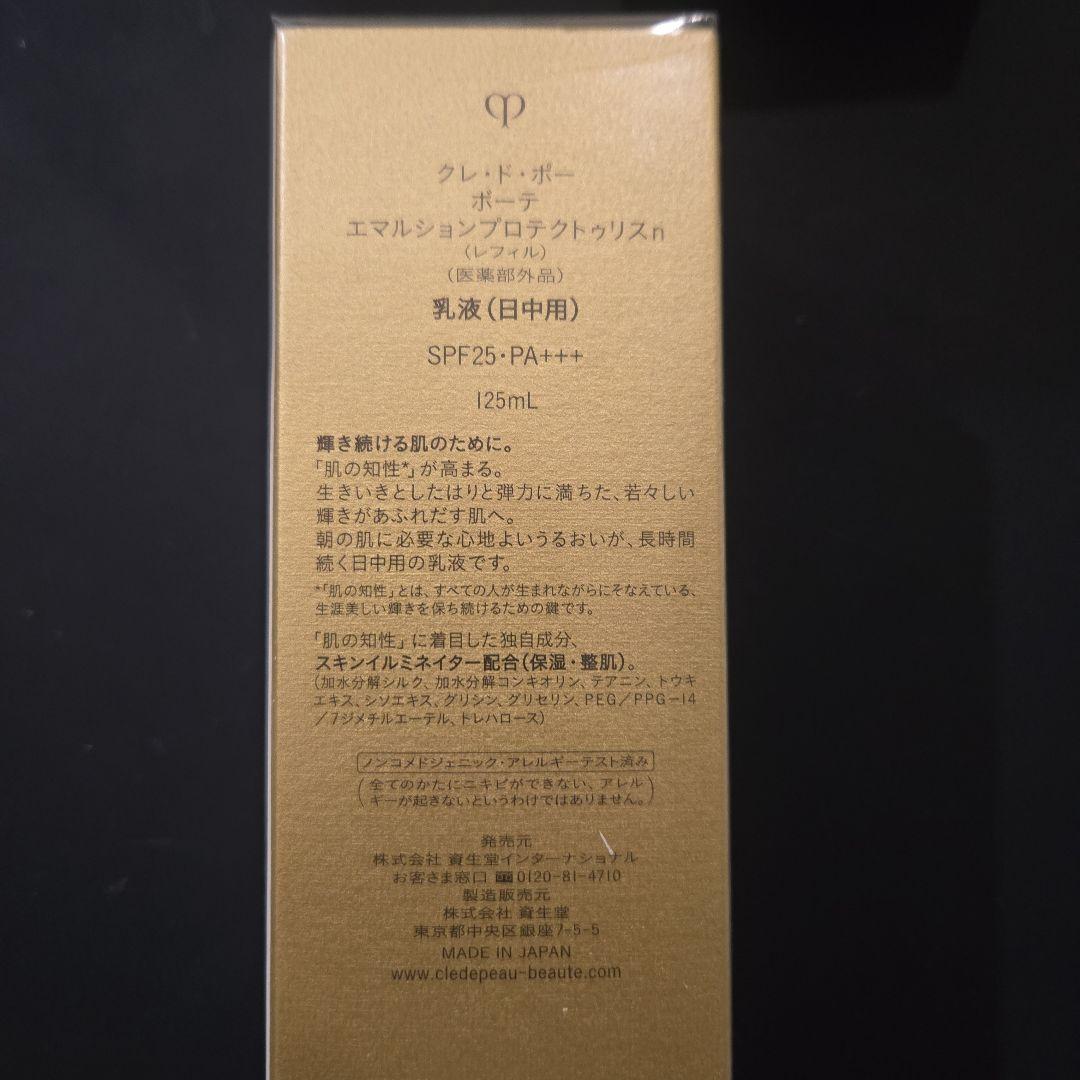 クレ・ド・ポー
ボーテ
エマルションプロテクトゥリスn
（レフィル）
（医薬部外品）
乳液（日中用）
SPF25・PA+++
125mL
輝き続ける肌のために。
「肌の知性*」が高まる。
生きいきとしたはりと弾力に満ちた、若々しい
輝きがあふれだす肌へ。
朝の肌に必要な心地よいうるおいが、長時間
続く日中用の乳液です。
*「肌の知性」とは、すべての人が生まれながらにそなえている、
生涯美しい輝きを保ち続けるための鍵です。
「肌の知性」に着目した独自成分、
スキンイルミネイター配合（保湿・整肌）。
（加水分解シルク、加水分解コンキオリン、テアニン、トウキ
エキス、シソエキス、グリシン、グリセリン、PEG／PPG－14
／7ジメチルエーテル、トレハロース）
ノンコメドジェニック・アレルギーテスト済み
（全てのかたにニキビができない、アレル
ギーが起きないというわけではありません。）
発売元
株式会社 資生堂インターナショナル
お客さま窓口 0120-81-4710
製造販売元
株式会社 資生堂
東京都中央区銀座7-5-5
MADE IN JAPAN
www.cledepeau-beaute.com